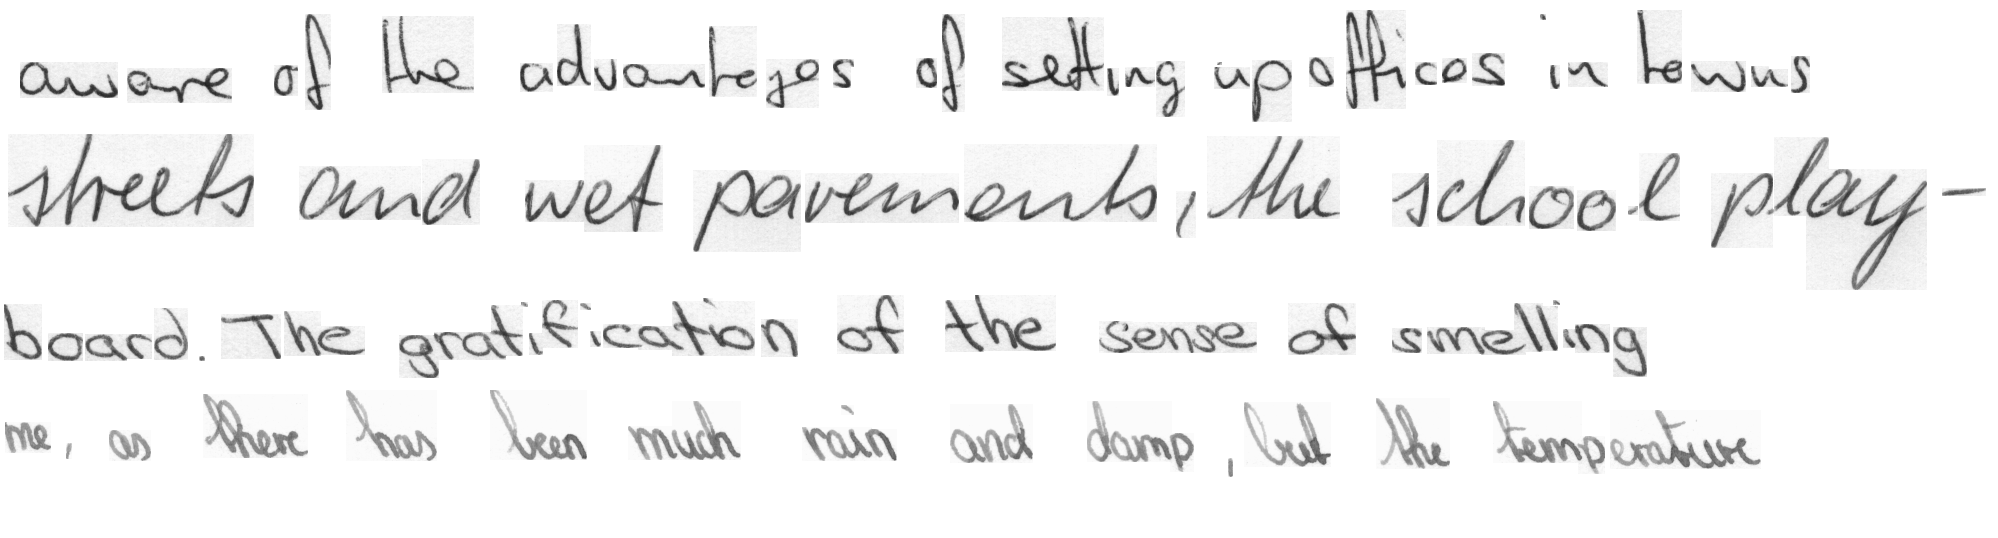 aware of the advantages of setting up offices in towns
streets and wet pavements, the school play-
board. The gratification of the sense of smelling
me, as there has been much rain and damp, but the temperature